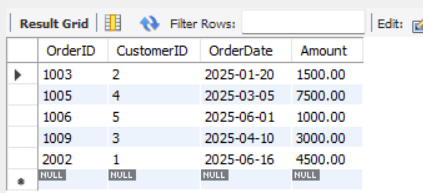 Result Grid Filter Rows: Edit:
OrderID CustomerID OrderDate Amount
1003 2 2025-01-20 1500.00
1005 4 2025-03-05 7500.00
1006 5 2025-06-01 1000.00
1009 3 2025-04-10 3000.00
2002 1 2025-06-16 4500.00
NULL NULL NULL NULL